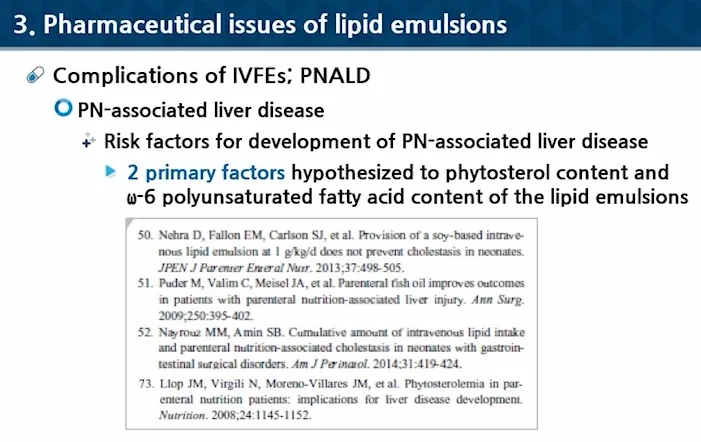 3. Pharmaceutical issues of lipid emulsions
Complications of IVFEs; PNALD
PN-associated liver disease
Risk factors for development of PN-associated liver disease
2 primary factors hypothesized to phytosterol content and
ω-6 polyunsaturated fatty acid content of the lipid emulsions
50. Nehra D, Fallon EM, Carlson SJ, et al. Provision of a soy-based intrave-
nous lipid emulsion at 1 g/kg/d does not prevent cholestasis in neonates.
JPEN J Parenter Enteral Nutr. 2013;37:498-505.
51. Puder M, Valim C, Meisel JA, et al. Parenteral fish oil improves outcomes
in patients with parenteral nutrition-associated liver injury. Ann Surg.
2009;250:395-402.
52. Nayrouz MM, Amin SB. Cumulative amount of intravenous lipid intake
and parenteral nutrition-associated cholestasis in neonates with gastroin-
testinal surgical disorders. Am J Perinatol. 2014;31:419-424.
73. Llop JM, Virgili N, Moreno-Villares JM, et al. Phytosterolemia in par-
enteral nutrition patients: implications for liver disease development.
Nutrition. 2008;24:1145-1152.